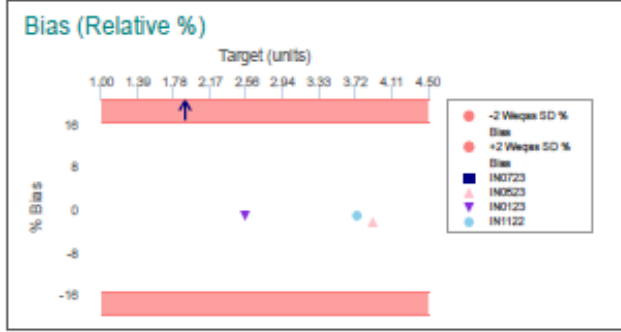 Bias (Relative %)
Target (units)
1.00 1.39 1.78 2.17 2.56 2.94 3.33 3.72 4.11 4.50
% Bias
16
8
0
-8
-16
-2 Weqas SD %
Bias
+2 Weqas SD %
Bias
IN0723
IN0523
IN0123
IN1122